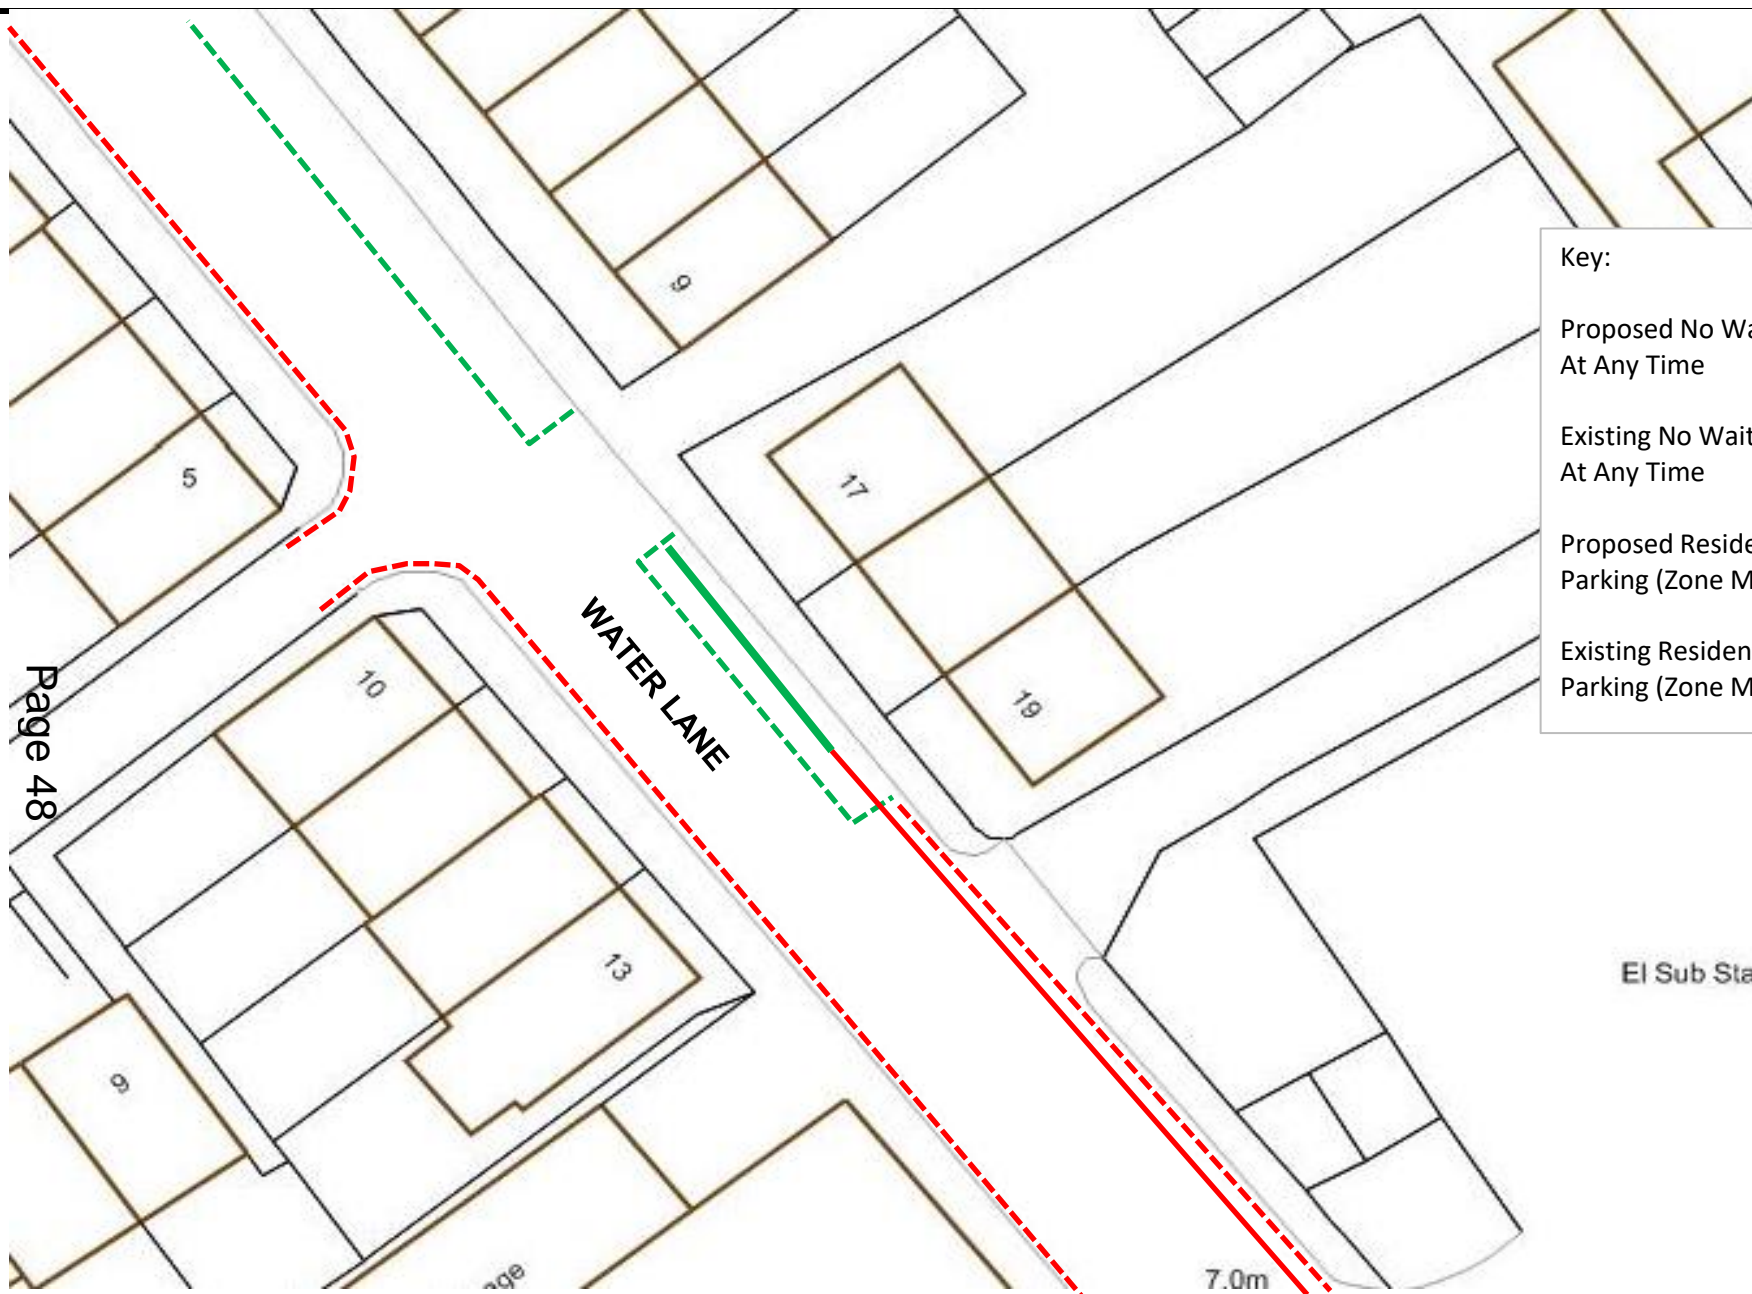 Key:
Proposed No Wa
At Any Time
Existing No Wait
At Any Time
Proposed Reside
Parking (Zone M
Existing Residen
Parking (Zone M
9
5
17
19
10
WATER LANE
Page 48
13
El Sub Sta
9
age
7.0m